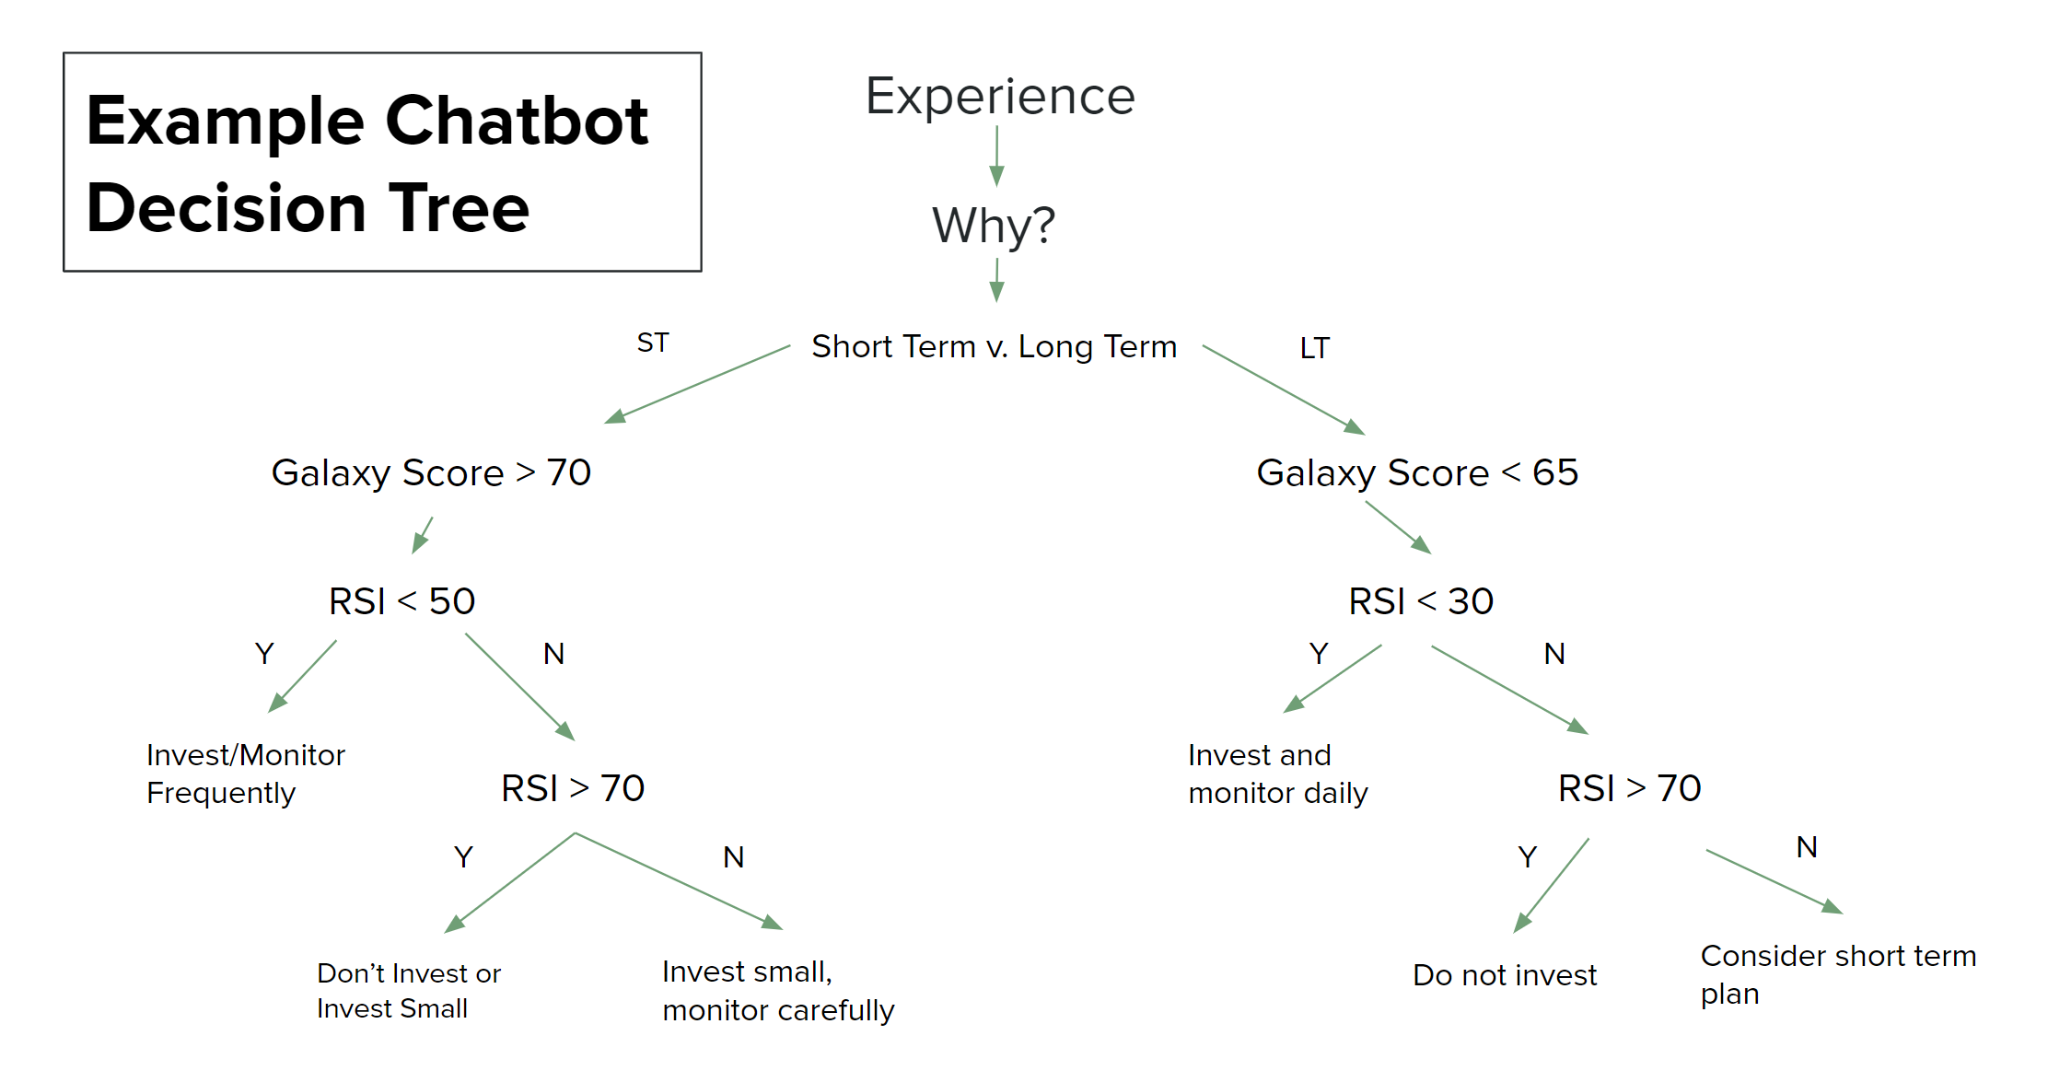 Example Chatbot
Decision Tree
Experience
Why?
Short Term v. Long Term
ST
LT
Galaxy Score > 70
Galaxy Score < 65
RSI < 50
RSI < 30
Y
N
Y
N
Invest/Monitor
Frequently
RSI > 70
Invest and
monitor daily
RSI > 70
Y
N
Y
N
Don’t Invest or
Invest Small
Invest small,
monitor carefully
Do not invest
Consider short term
plan